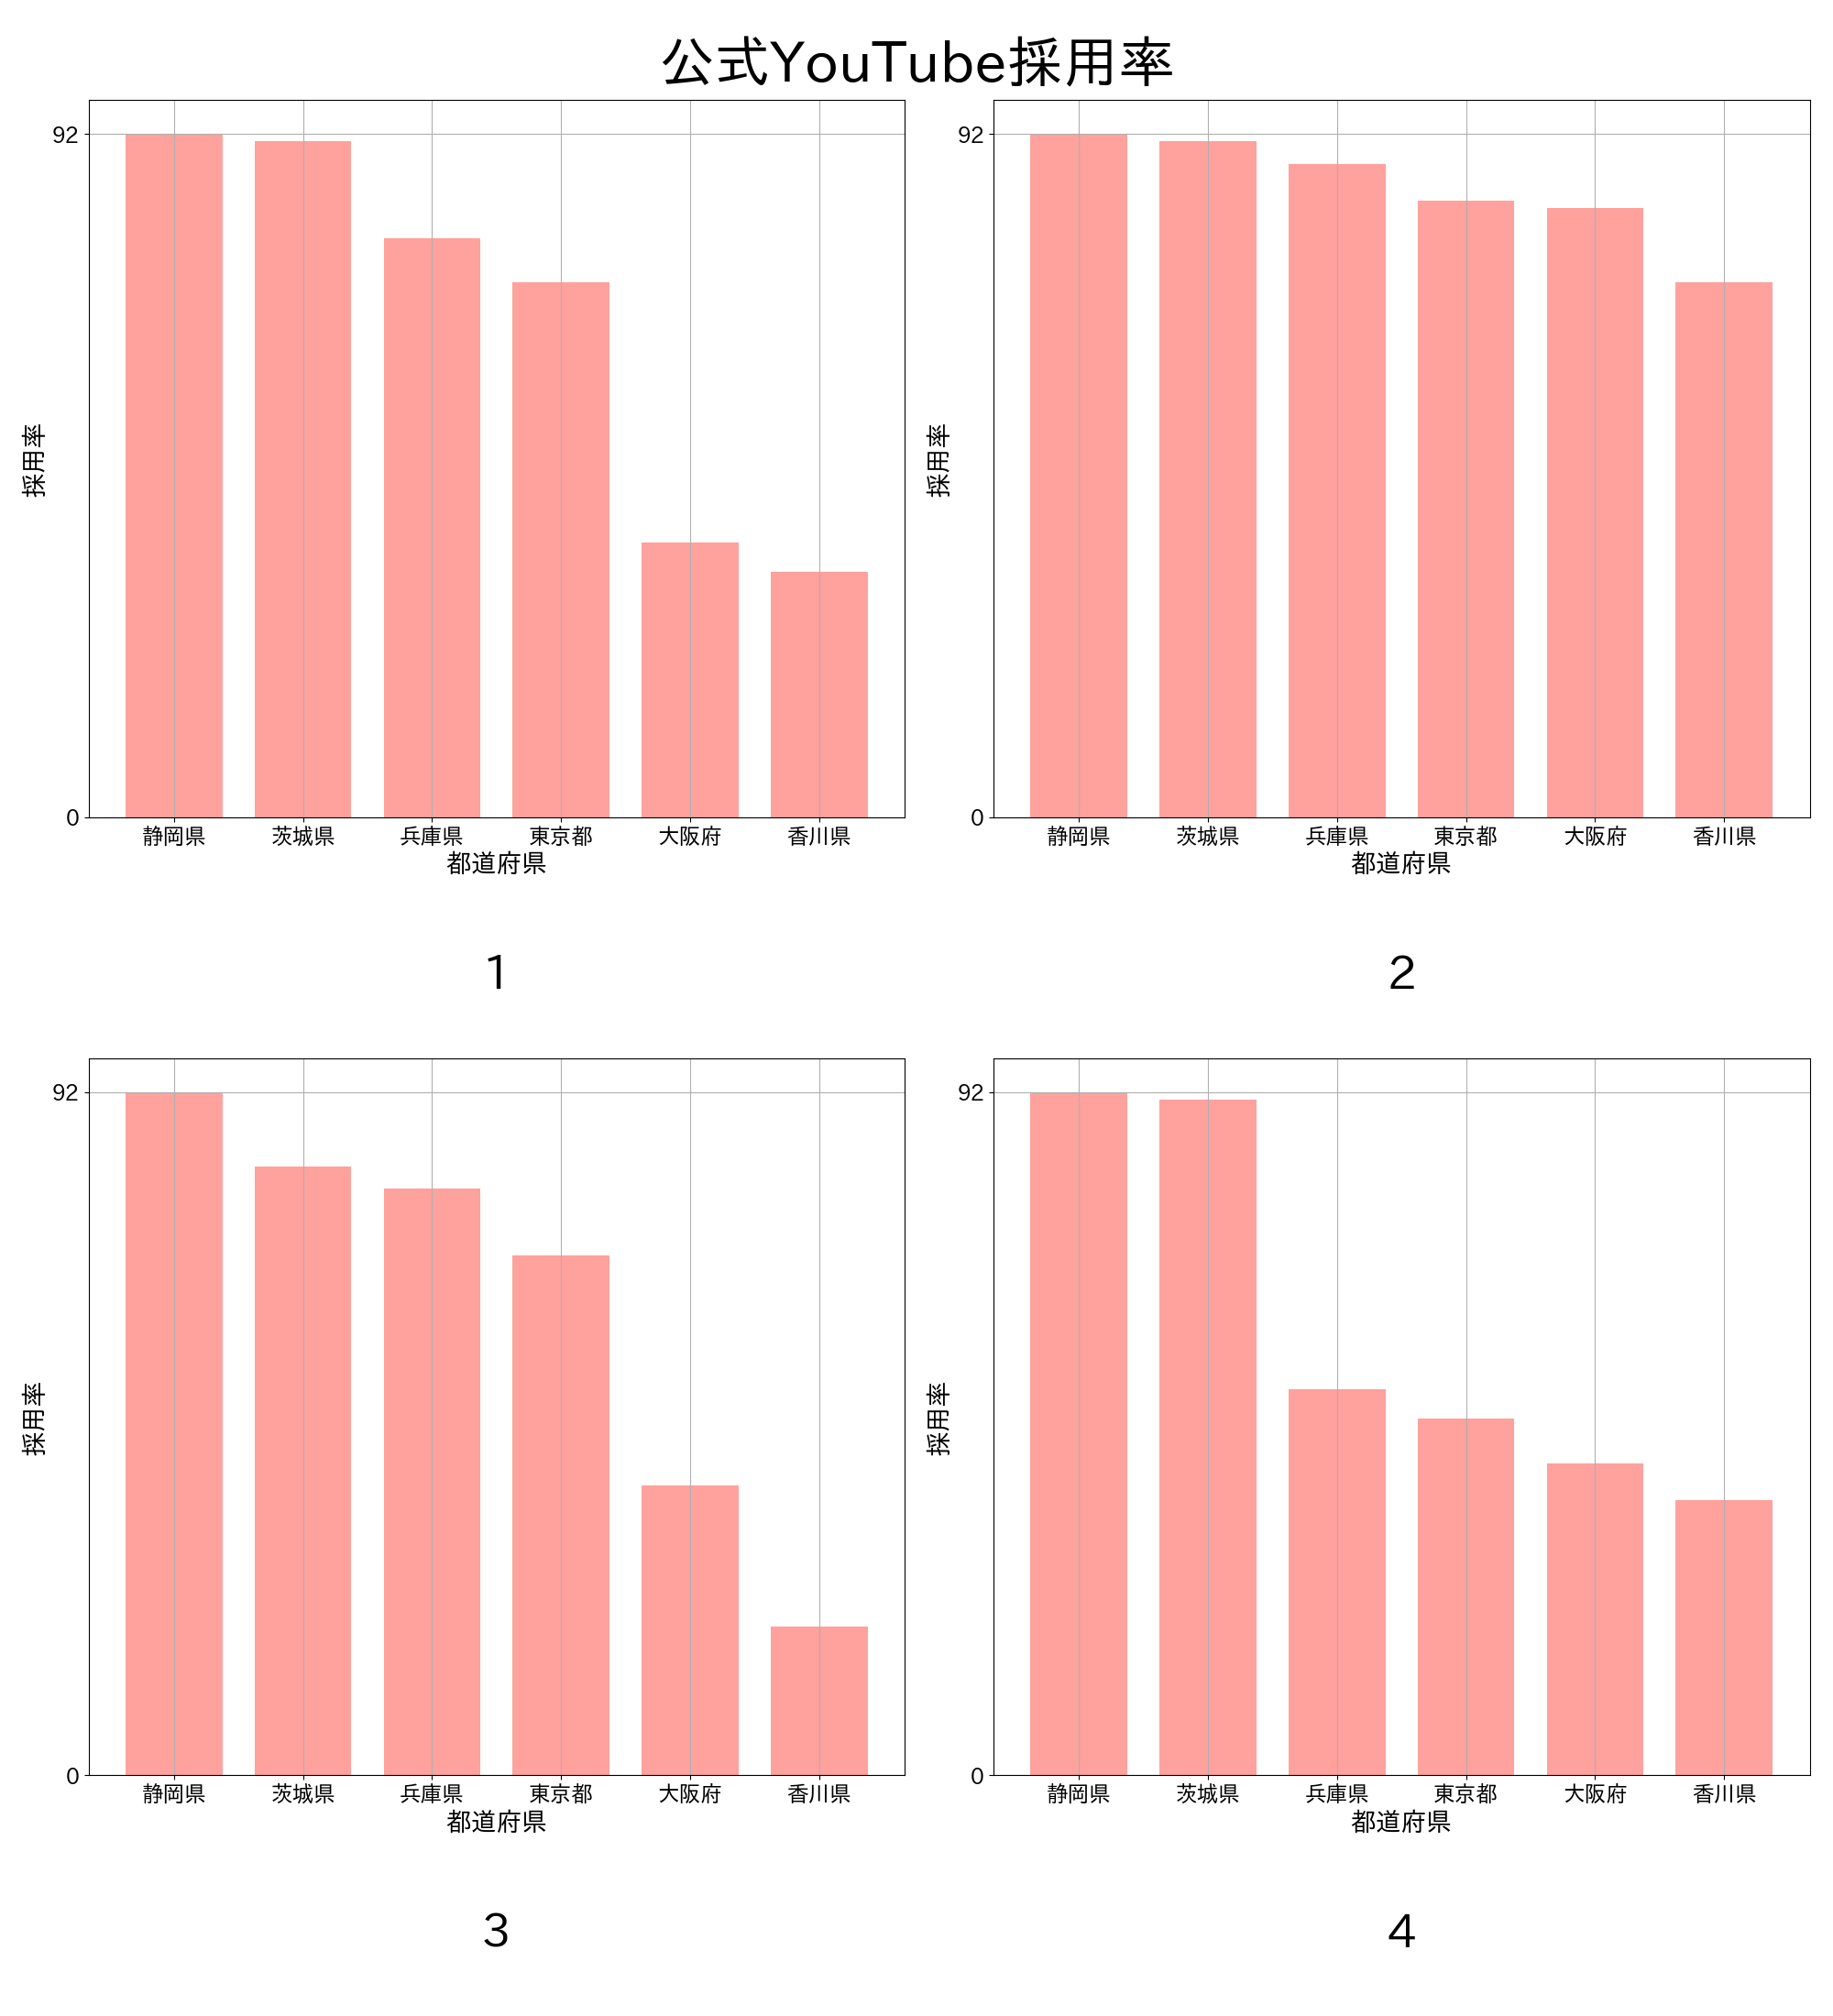 公式YouTube採用率
92
採用率
0
静岡県 茨城県 兵庫県 東京都 大阪府 香川県
都道府県
1
92
採用率
0
静岡県 茨城県 兵庫県 東京都 大阪府 香川県
都道府県
2
92
採用率
0
静岡県 茨城県 兵庫県 東京都 大阪府 香川県
都道府県
3
92
採用率
0
静岡県 茨城県 兵庫県 東京都 大阪府 香川県
都道府県
4